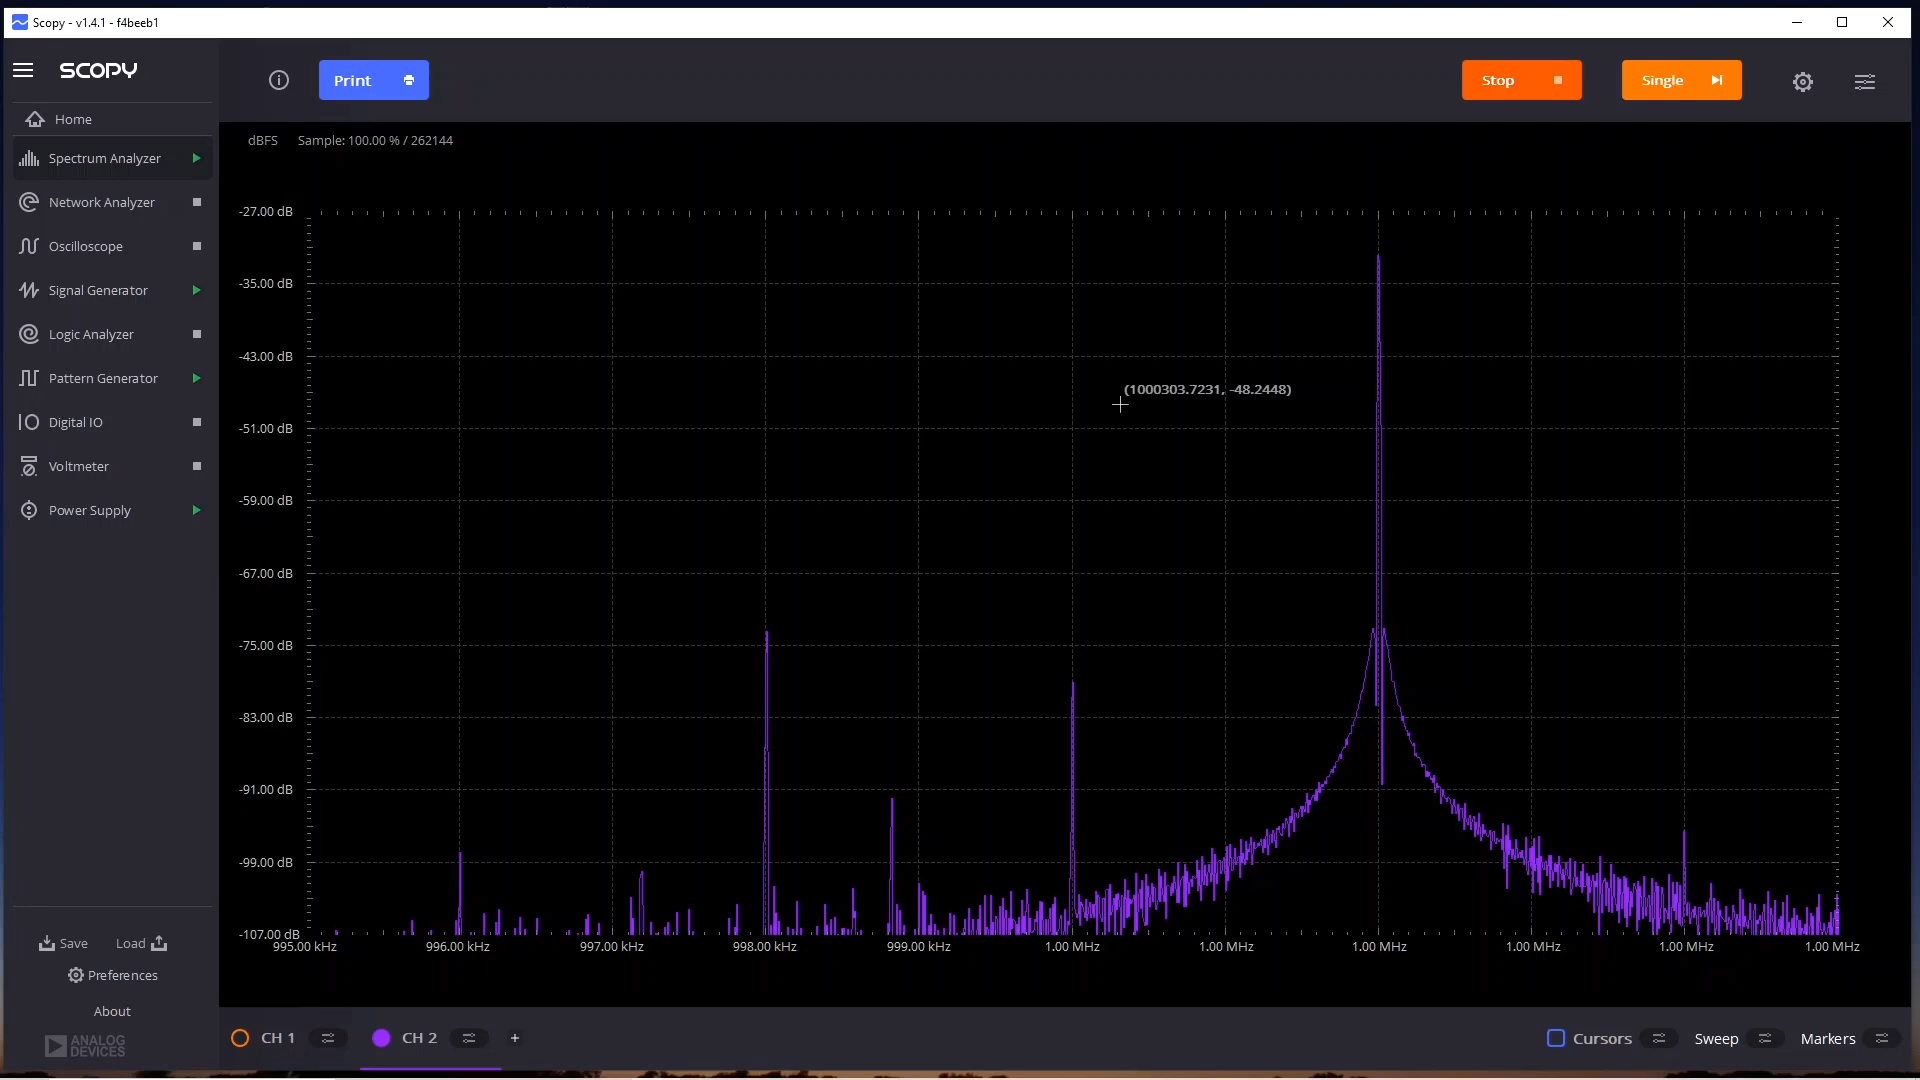 Scopy - v1.4.1 - f4beeb1
SCOPY
Print
Stop
Single
Home
dBFS Sample: 100.00 % / 262144
Spectrum Analyzer
Network Analyzer
Oscilloscope
Signal Generator
Logic Analyzer
Pattern Generator
Digital IO
Voltmeter
Power Supply
-27.00 dB
-35.00 dB
-43.00 dB
(1000303.7231, -48.2448)
-51.00 dB
-59.00 dB
-67.00 dB
-75.00 dB
-83.00 dB
-91.00 dB
-99.00 dB
-107.00 dB
995.00 kHz 996.00 kHz 997.00 kHz 998.00 kHz 999.00 kHz 1.00 MHz 1.00 MHz 1.00 MHz 1.00 MHz 1.00 MHz 1.00 MHz
Save Load
Preferences
About
ANALOG
DEVICES
CH 1 CH 2 + Cursors Sweep Markers